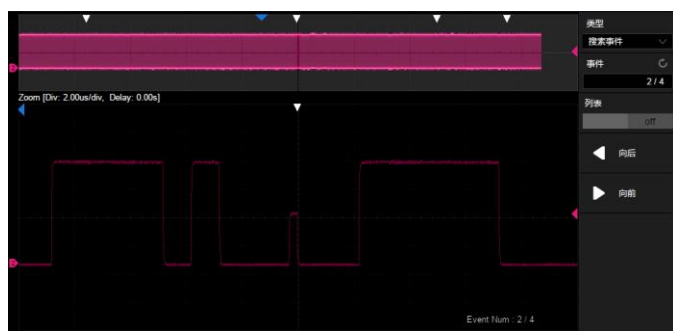 类型
搜索事件
事件
2 / 4
列表
off
向后
向前
Zoom [Div: 2.00us/div, Delay: 0.00s]
Event Num : 2 / 4